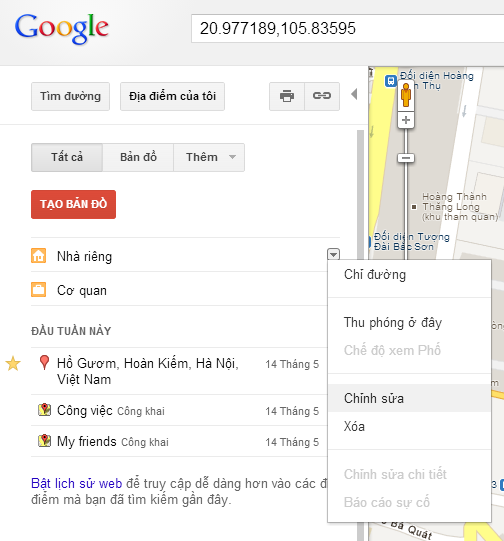 Google
20.977189,105.83595
Tìm đường
Địa điểm của tôi
Tất cả
Bản đồ
Thêm
TẠO BẢN ĐỒ
Nhà riêng
Cơ quan
ĐẦU TUẦN NÀY
Hồ Gươm, Hoàn Kiếm, Hà Nội,
Việt Nam
14 Tháng 5
Công việc Công khai
14 Tháng 5
My friends Công khai
14 Tháng 5
Bật lịch sử web để truy cập dễ dàng hơn vào các đ
điểm mà bạn đã tìm kiếm gần đây.
Đối diện Hoàng
Thụ
Hoàng Thành
Thăng Long
(khu tham quan)
Đối diện Tượng
Đài Bắc Sơn
Chỉ đường
Thu phóng ở đây
Chế độ xem Phố
Chỉnh sửa
Xóa
Chỉnh sửa chi tiết
Báo cáo sự cố
Bá Quát